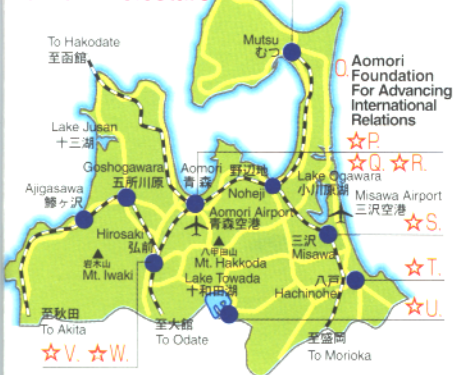 To Hakodate
至函館
Mutsu
むつ
O.
Aomori
Foundation
For Advancing
International
Relations
Lake Jusan
十三湖
☆P.
Goshogawara
五所川原
Aomori
青森
野辺地
Noheji
☆Q. ☆R.
Lake Ogawara
小川原湖
Ajigasawa
鰺ヶ沢
Aomori Airport
青森空港
Misawa Airport
三沢空港
☆S.
Hirosaki
弘前
三沢
Misawa
岩木山
Mt. Iwaki
八甲田山
Mt. Hakkoda
Lake Towada
十和田湖
八戸
Hachinohe
☆T.
☆U.
至秋田
To Akita
至大館
To Odate
至盛岡
To Morioka
☆V. ☆W.